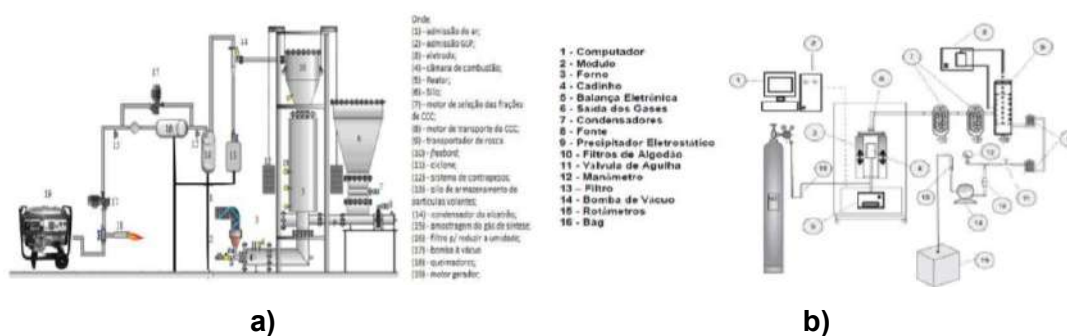 Onde
(1) - admissão do ar;
(2) - admissão GLP;
(3) - eletrodo;
(4) - câmara de combustão;
(5) - Reator;
(6) - Silo;
(7) - motor de seleção das frações
de CCC;
(8) - motor de transporte do CCC;
(9) - transportador de rosca
(10) - freeboard;
(11) - ciclone;
(12) - sistema de contrapesos;
(13) - silo de armazenamento de
partículas volantes;
(14) - condensador do alcatrão;
(15) - amostragem do gás de síntese;
(16) - filtro p/ reduzir a umidade;
(17) - bomba à vácuo
(18) - queimadores;
(19) - motor gerador;
a)
1 - Computador
2 - Modulo
3 - Forno
4 - Cadinho
5 - Balança Eletrônica
6 - Saída dos Gases
7 - Condensadores
8 - Fonte
9 - Precipitador Eletrostático
10 - Filtros de Algodão
11 - Valvula de Agulha
12 - Manâmetro
13 - Filtro
14 - Bomba de Vácuo
15 - Rotâmetros
16 - Bag
b)